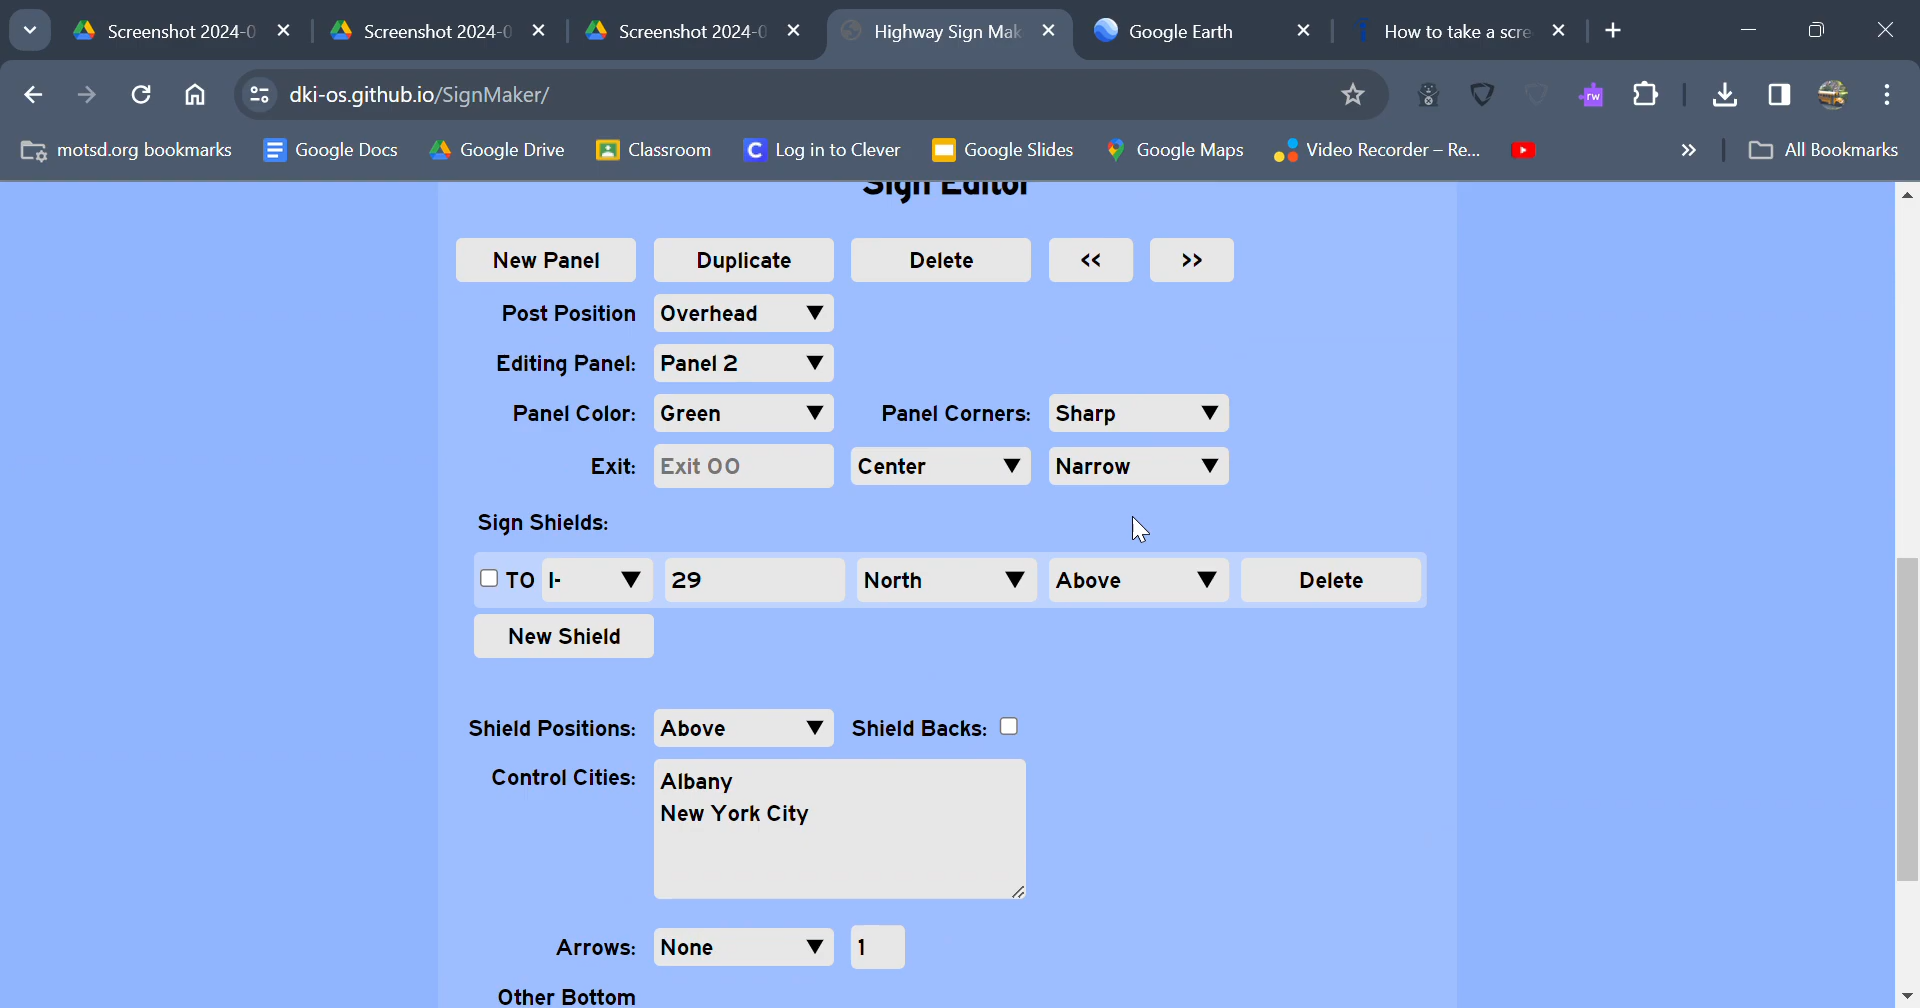 Screenshot 2024-0 Screenshot 2024-0 Screenshot 2024-0 Highway Sign Mak Google Earth How to take a scre
dki-os.github.io/SignMaker/ rw
motsd.org bookmarks Google Docs Google Drive Classroom C Log in to Clever Google Slides Google Maps Video Recorder – Re... » All Bookmarks
Sign Editor
New Panel Duplicate Delete << >>
Post Position Overhead
Editing Panel: Panel 2
Panel Color: Green Panel Corners: Sharp
Exit: Exit 00 Center Narrow
Sign Shields:
TO I- 29 North Above Delete
New Shield
Shield Positions: Above Shield Backs:
Control Cities: Albany
New York City
Arrows: None 1
Other Bottom